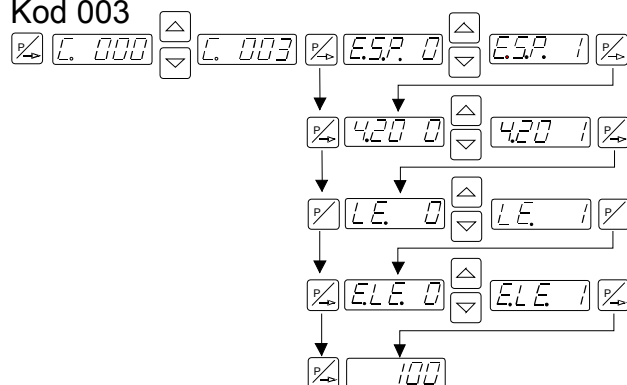 Kod 003
P C. 000 C. 003 P E.S.P. 0 E.S.P. 1 P
P 4.20 0 4.20 1 P
P L.E. 0 L.E. 1 P
P E.L.E. 0 E.L.E. 1 P
P 100